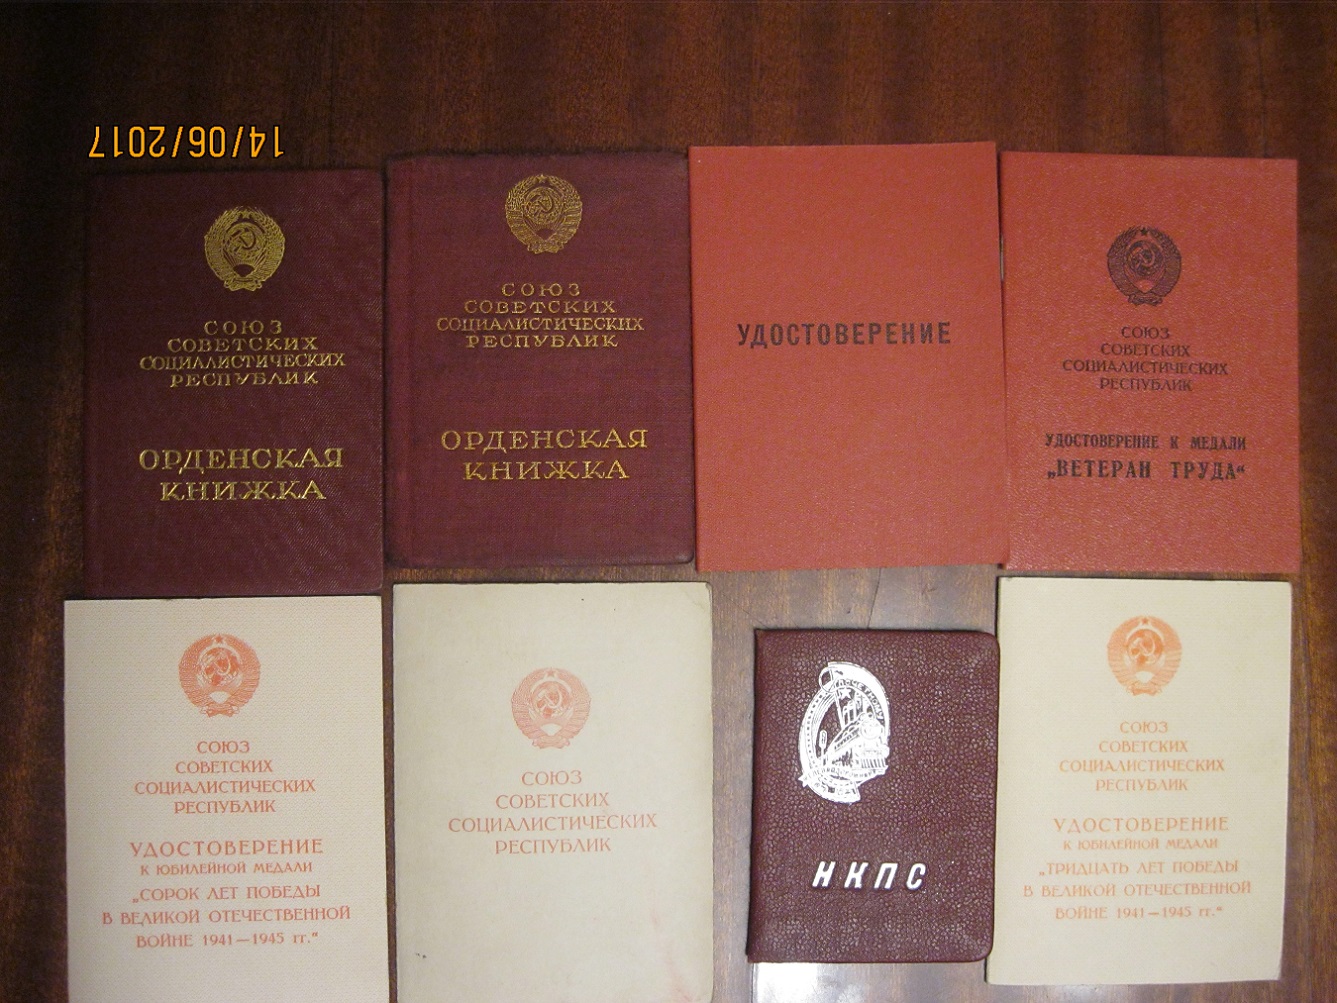 14/06/2017
СОЮЗ
СОВЕТСКИХ
СОЦИАЛИСТИЧЕСКИХ
РЕСПУБЛИК
ОРДЕНСКАЯ
КНИЖКА
СОЮЗ
СОВЕТСКИХ
СОЦИАЛИСТИЧЕСКИХ
РЕСПУБЛИК
ОРДЕНСКАЯ
КНИЖКА
УДОСТОВЕРЕНИЕ
СОЮЗ
СОВЕТСКИХ
СОЦИАЛИСТИЧЕСКИХ
РЕСПУБЛИК
УДОСТОВЕРЕНИЕ К МЕДАЛИ
„ВЕТЕРАН ТРУДА“
СОЮЗ
СОВЕТСКИХ
СОЦИАЛИСТИЧЕСКИХ
РЕСПУБЛИК
УДОСТОВЕРЕНИЕ
К ЮБИЛЕЙНОЙ МЕДАЛИ
„СОРОК ЛЕТ ПОБЕДЫ
В ВЕЛИКОЙ ОТЕЧЕСТВЕННОЙ
ВОЙНЕ 1941—1945 гг.“
СОЮЗ
СОВЕТСКИХ
СОЦИАЛИСТИЧЕСКИХ
РЕСПУБЛИК
НКПС
СОЮЗ
СОВЕТСКИХ
СОЦИАЛИСТИЧЕСКИХ
РЕСПУБЛИК
УДОСТОВЕРЕНИЕ
К ЮБИЛЕЙНОЙ МЕДАЛИ
„ТРИДЦАТЬ ЛЕТ ПОБЕДЫ
В ВЕЛИКОЙ ОТЕЧЕСТВЕННОЙ
ВОЙНЕ 1941—1945 гг.“